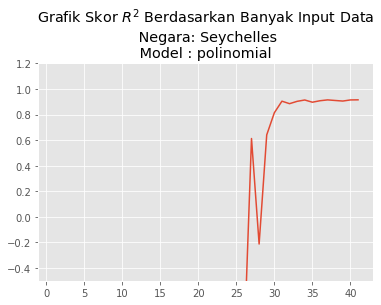 Grafik Skor R² Berdasarkan Banyak Input Data
Negara: Seychelles
Model : polinomial
1.2
1.0
0.8
0.6
0.4
0.2
0.0
−0.2
−0.4
0 5 10 15 20 25 30 35 40